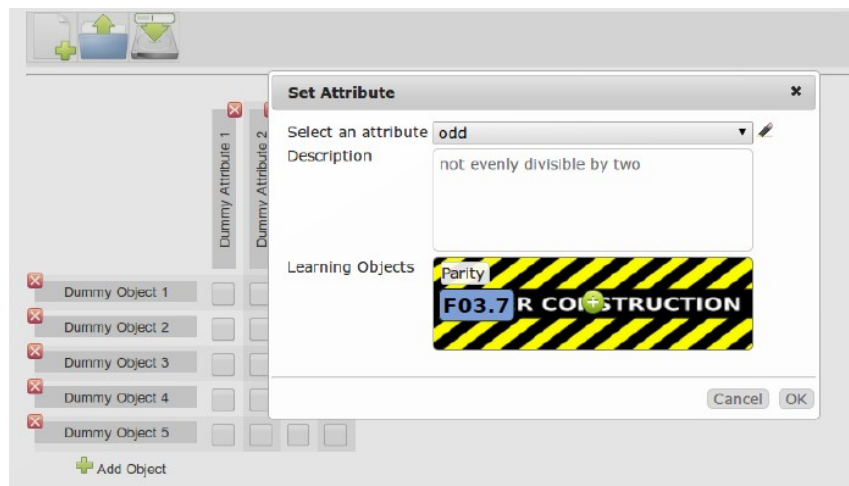 Set Attribute
Select an attribute odd
Description
not evenly divisible by two
Learning Objects
Parity
F03.7 R CONSTRUCTION
Cancel OK
Dummy Attribute 1
Dummy Attribute 2
Dummy Object 1
Dummy Object 2
Dummy Object 3
Dummy Object 4
Dummy Object 5
Add Object